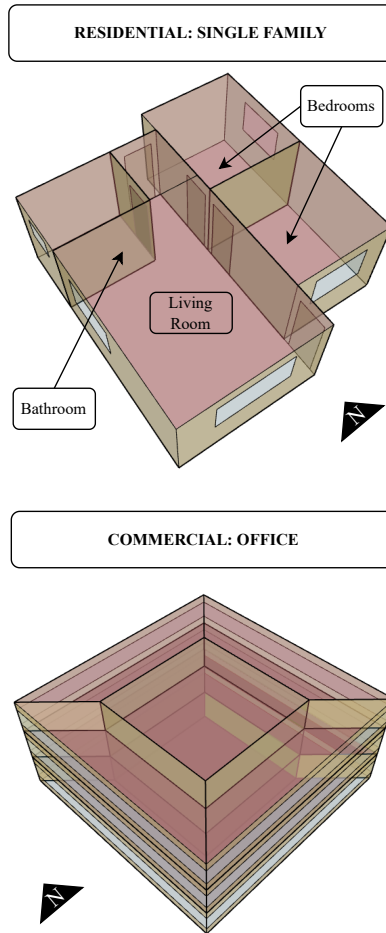 RESIDENTIAL: SINGLE FAMILY
Bedrooms
Living
Room
Bathroom
N
COMMERCIAL: OFFICE
N